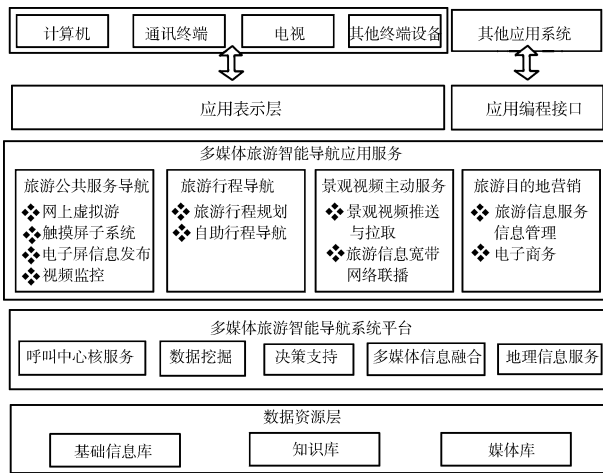 计算机
通讯终端
电视
其他终端设备
其他应用系统
应用表示层
应用编程接口
多媒体旅游智能导航应用服务
旅游公共服务导航
网上虚拟游
触摸屏子系统
电子屏信息发布
视频监控
旅游行程导航
旅游行程规划
自助行程导航
景观视频主动服务
景观视频推送
与拉取
旅游信息宽带
网络联播
旅游目的地营销
旅游信息服务
信息管理
电子商务
多媒体旅游智能导航系统平台
呼叫中心核服务
数据挖掘
决策支持
多媒体信息融合
地理信息服务
数据资源层
基础信息库
知识库
媒体库